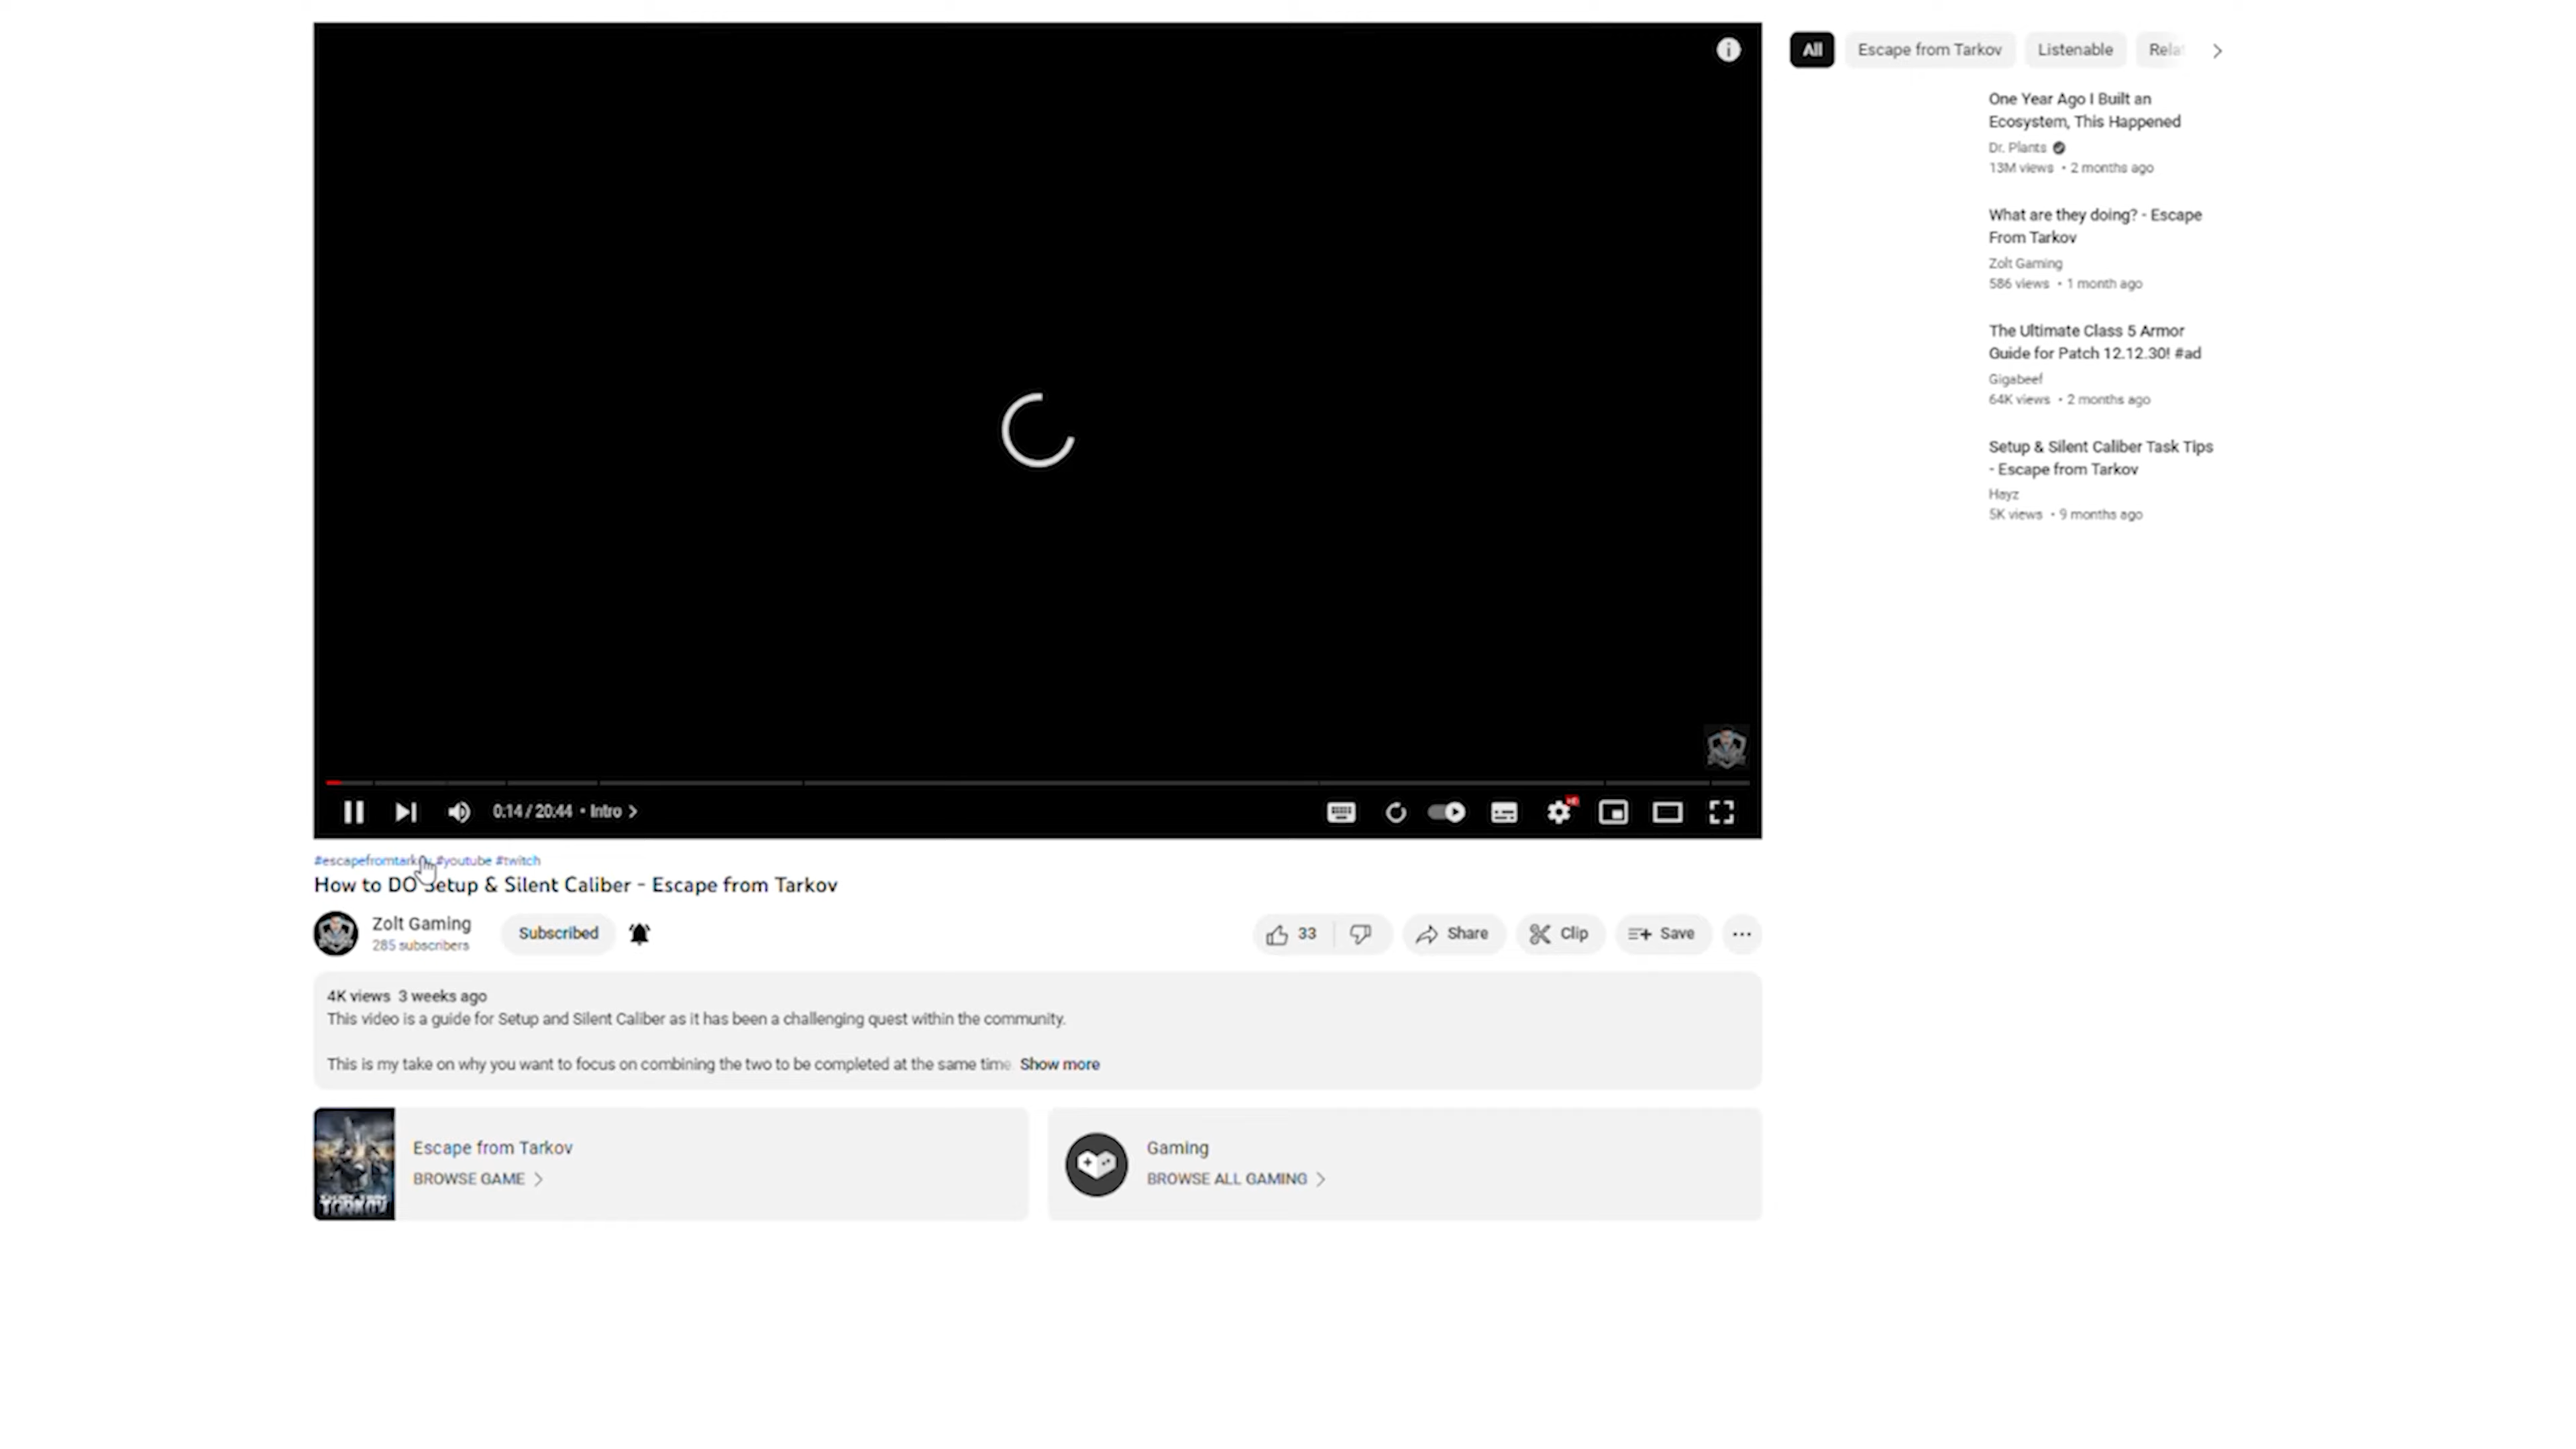 All
Escape from Tarkov
Listenable
One Year Ago I Built an
Ecosystem, This Happened
Dr. Plants
13M views • 2 months ago
What are they doing? - Escape
From Tarkov
Zolt Gaming
586 views • 1 month ago
The Ultimate Class 5 Armor
Guide for Patch 12.12.30! #ad
Gigabeef
64K views • 2 months ago
Setup & Silent Caliber Task Tips
- Escape from Tarkov
Hayz
5K views • 9 months ago
0:14 / 20:44 • Intro
#youtube #twitch
How to DO Setup & Silent Caliber - Escape from Tarkov
Zolt Gaming
285 subscribers
Subscribed
33
Share
Clip
Save
4K views 3 weeks ago
This video is a guide for Setup and Silent Caliber as it has been a challenging quest within the community.
This is my take on why you want to focus on combining the two to be completed at the same time. Show more
Escape from Tarkov
BROWSE GAME
TARKOV
Gaming
BROWSE ALL GAMING